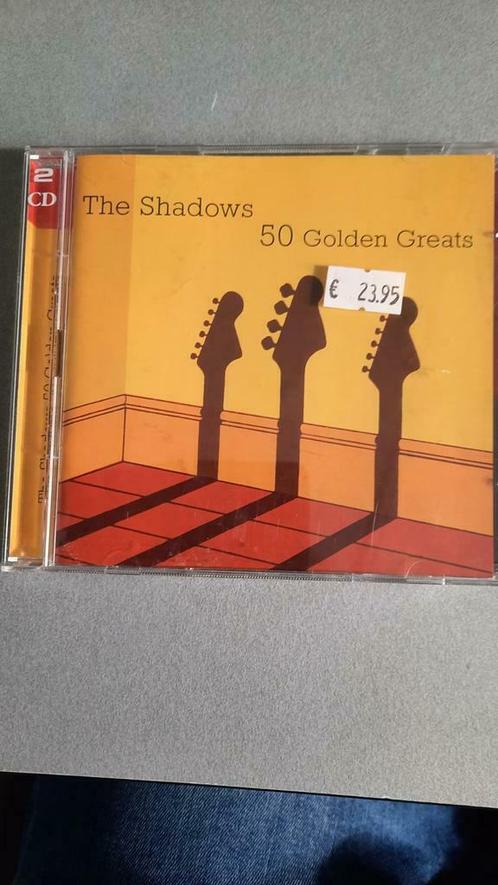 2
CD
The Shadows
50 Golden Greats
€ 23.95
The Shadows 50 Golden Greats